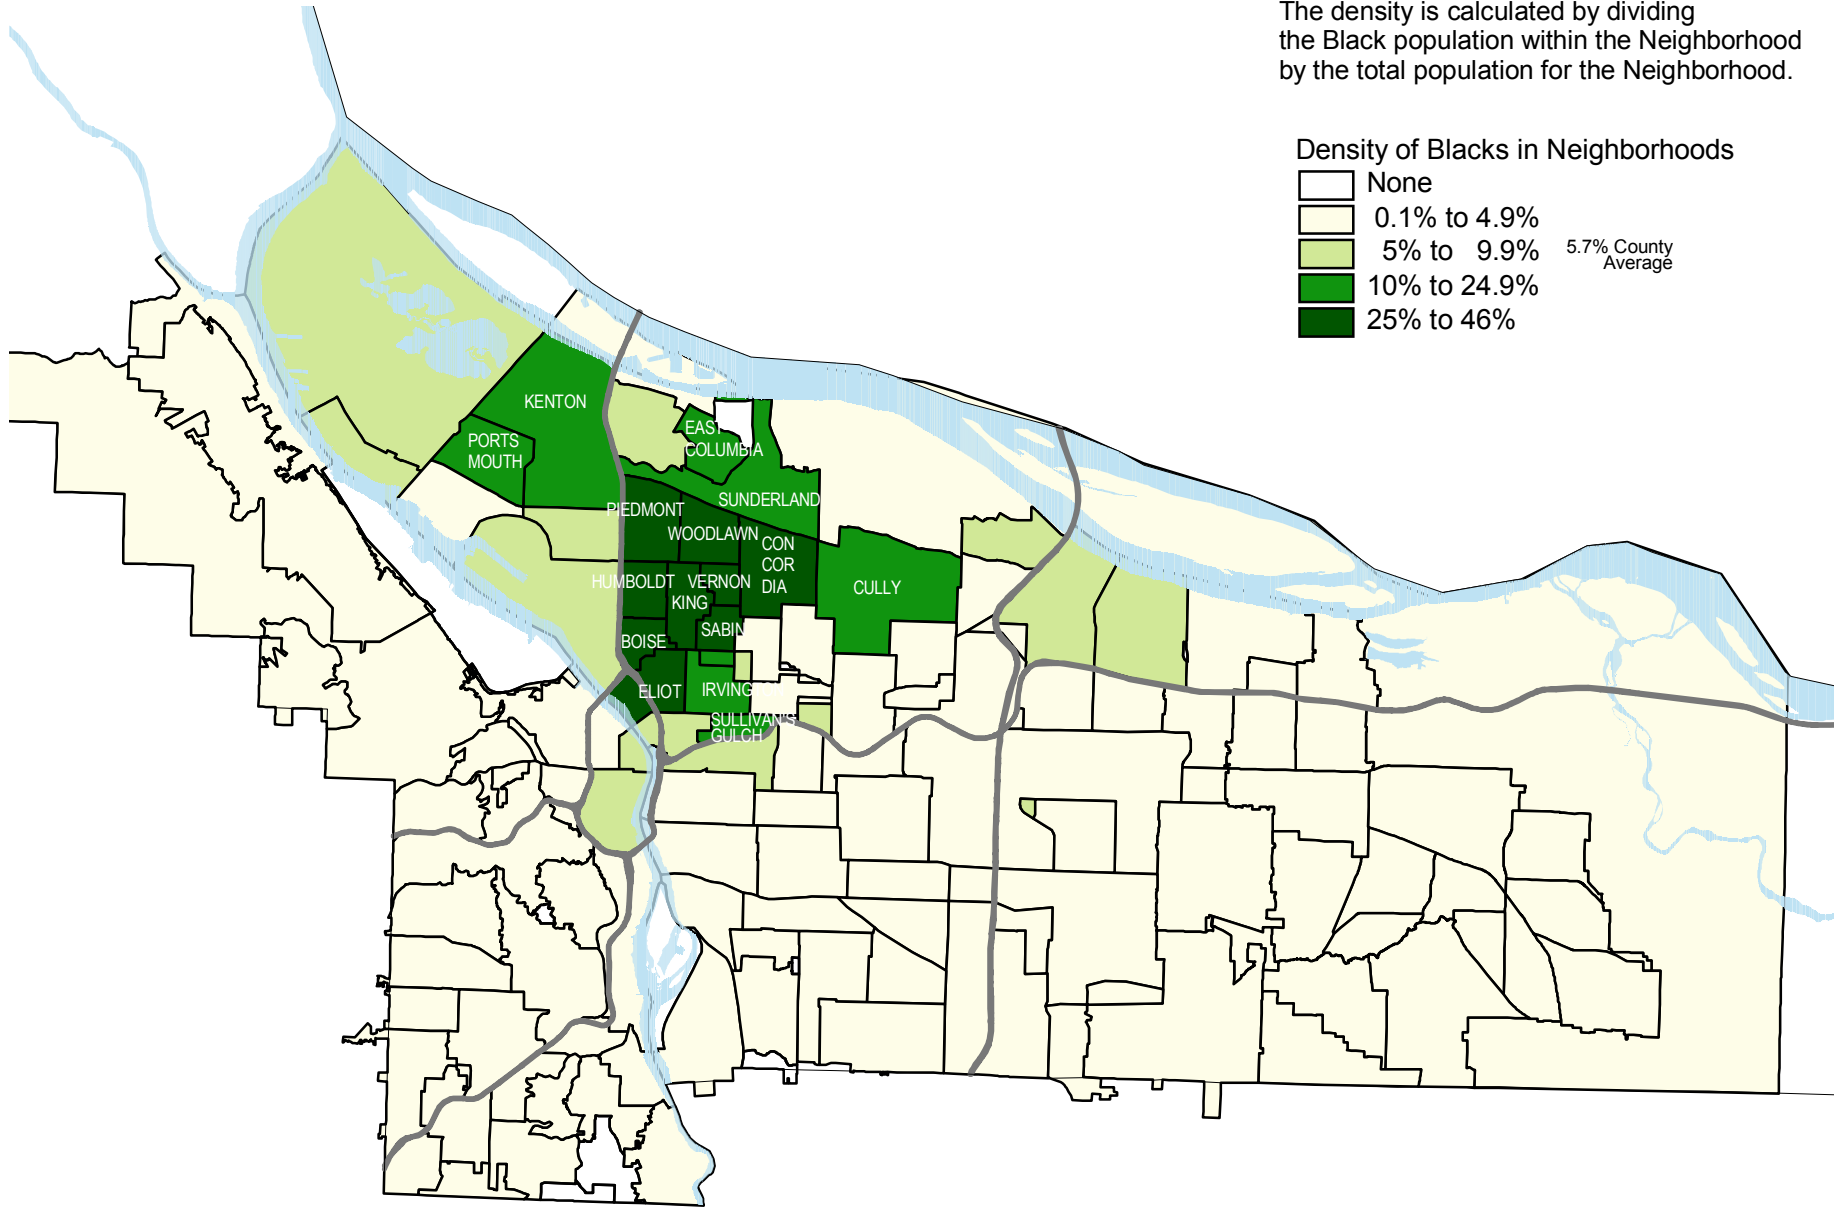 The density is calculated by dividing
the Black population within the Neighborhood
by the total population for the Neighborhood.
Density of Blacks in Neighborhoods
None
0.1% to 4.9%
5% to 9.9%
5.7% County
Average
10% to 24.9%
25% to 46%
KENTON
PORTS
MOUTH
EAST
COLUMBIA
SUNDERLAND
PIEDMONT
WOODLAWN
CON
COR
DIA
HUMBOLDT
VERNON
KING
CULLY
SABIN
BOISE
ELIOT
IRVINGTON
SULLIVAN'S
GULCH